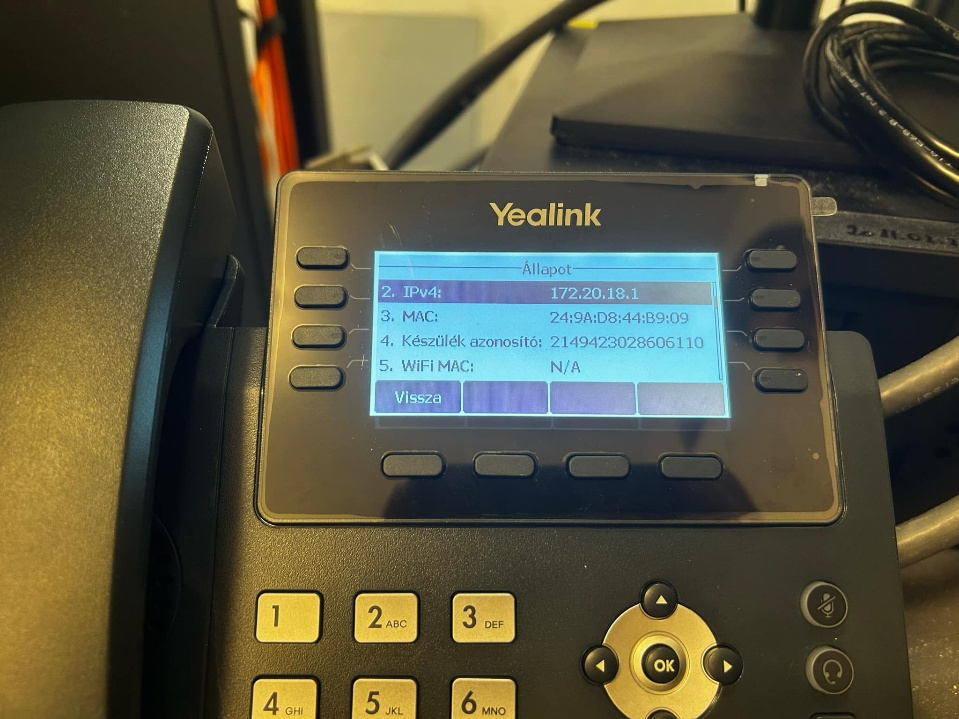 Yealink
Állapot
2. IPv4: 172.20.18.1
3. MAC: 24:9A:D8:44:B9:09
4. Készülék azonosító: 2149423028606110
5. WiFi MAC: N/A
Vissza
1
2 ABC
3 DEF
OK
4 GHI
5 JKL
6 MNO